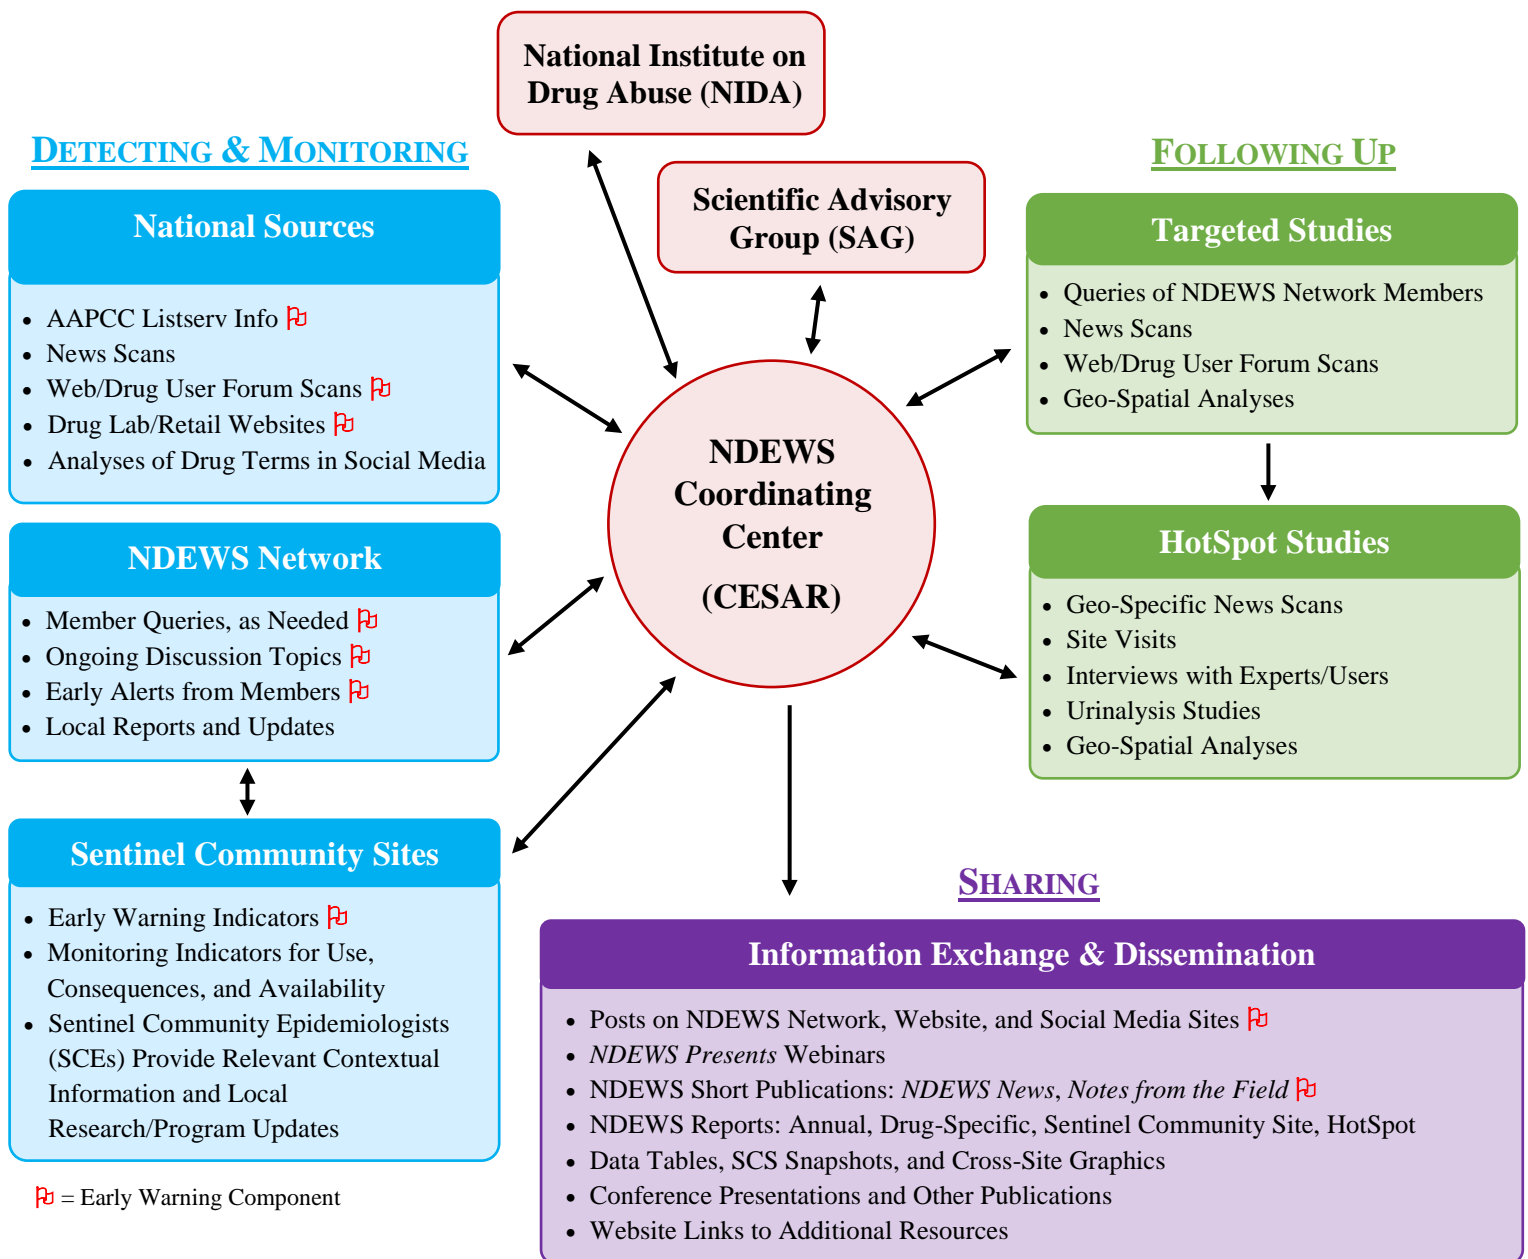 National Institute on
Drug Abuse (NIDA)
Scientific Advisory
Group (SAG)
DETECTING & MONITORING
National Sources
• AAPCC Listserv Info
• News Scans
• Web/Drug User Forum Scans
• Drug Lab/Retail Websites
• Analyses of Drug Terms in Social Media
NDEWS Network
• Member Queries, as Needed
• Ongoing Discussion Topics
• Early Alerts from Members
• Local Reports and Updates
Sentinel Community Sites
• Early Warning Indicators
• Monitoring Indicators for Use,
Consequences, and Availability
• Sentinel Community Epidemiologists
(SCEs) Provide Relevant Contextual
Information and Local
Research/Program Updates
= Early Warning Component
NDEWS
Coordinating
Center
(CESAR)
FOLLOWING UP
Targeted Studies
• Queries of NDEWS Network Members
• News Scans
• Web/Drug User Forum Scans
• Geo-Spatial Analyses
HotSpot Studies
• Geo-Specific News Scans
• Site Visits
• Interviews with Experts/Users
• Urinalysis Studies
• Geo-Spatial Analyses
SHARING
Information Exchange & Dissemination
• Posts on NDEWS Network, Website, and Social Media Sites
• NDEWS Presents Webinars
• NDEWS Short Publications: NDEWS News, Notes from the Field
• NDEWS Reports: Annual, Drug-Specific, Sentinel Community Site, HotSpot
• Data Tables, SCS Snapshots, and Cross-Site Graphics
• Conference Presentations and Other Publications
• Website Links to Additional Resources